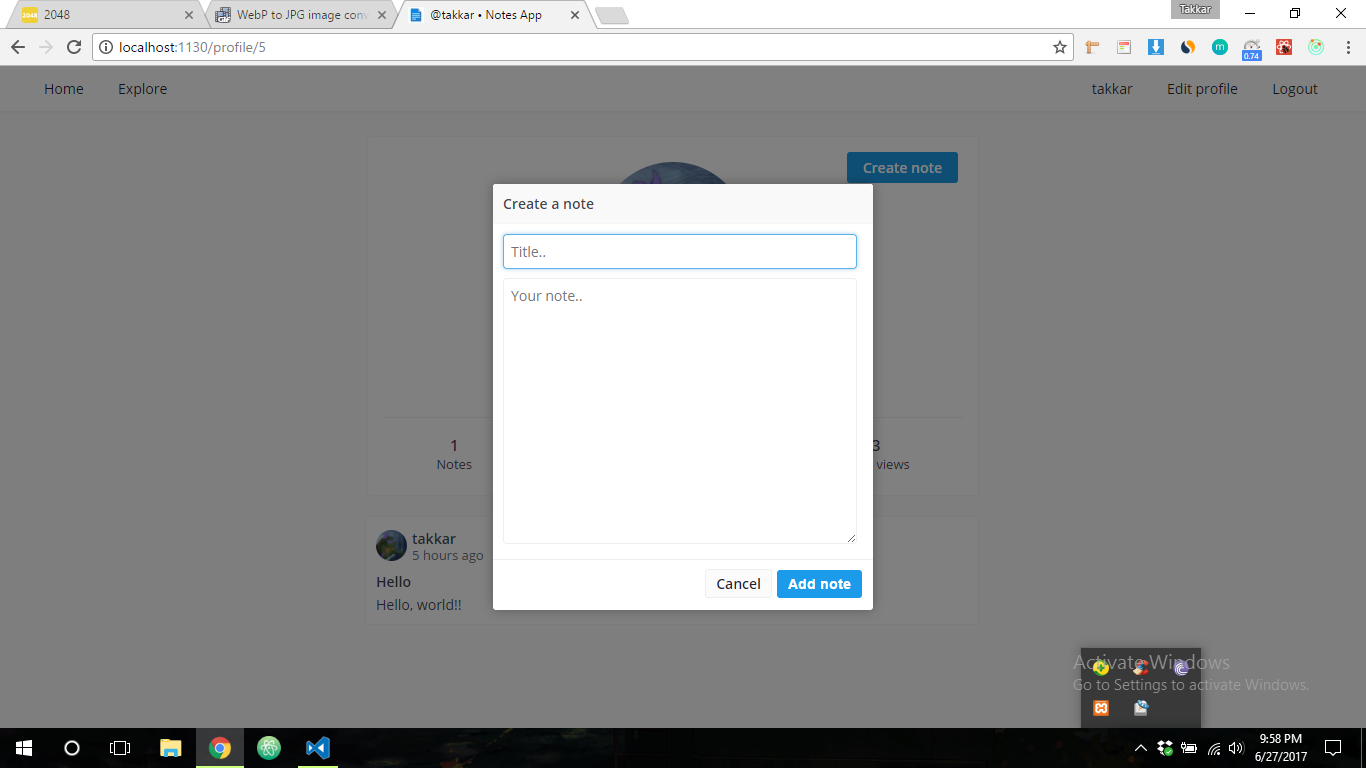 2048
WebP to JPG image conv
@takkar • Notes App
Takkar
localhost:1130/profile/5
m
0.74
Home
Explore
takkar
Edit profile
Logout
Create note
Create a note
Title..
Your note..
1
Notes
3
views
takkar
5 hours ago
Hello
Hello, world!!
Cancel
Add note
Activate Windows
Go to Settings to activate Windows.
9:58 PM
6/27/2017